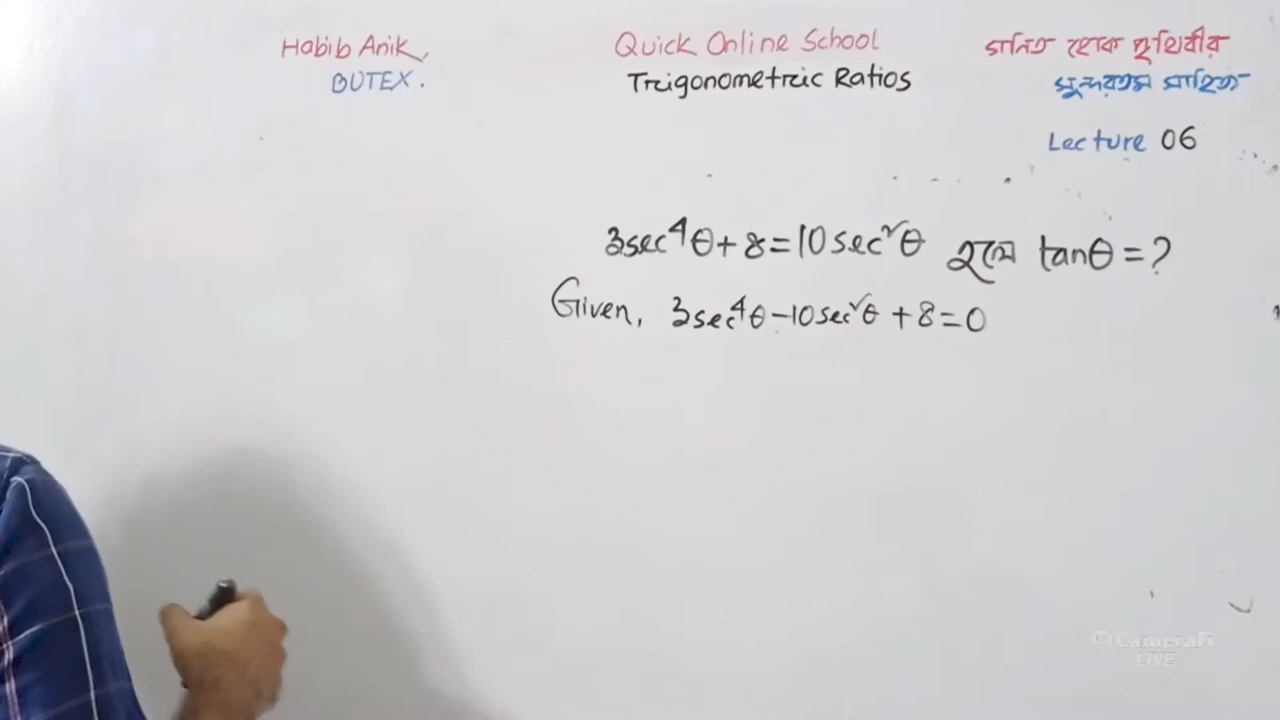 Habib Anik,
BUTEX.
Quick Online School
Trigonometric Ratios
গনিত হোক পৃথিবীর
সুন্দরতম সাহিত্য
Lecture 06
3sec⁴θ+8=10sec²θ হলে tanθ=?
Given, 3sec⁴θ-10sec²θ+8=0
CameraFi
LIVE